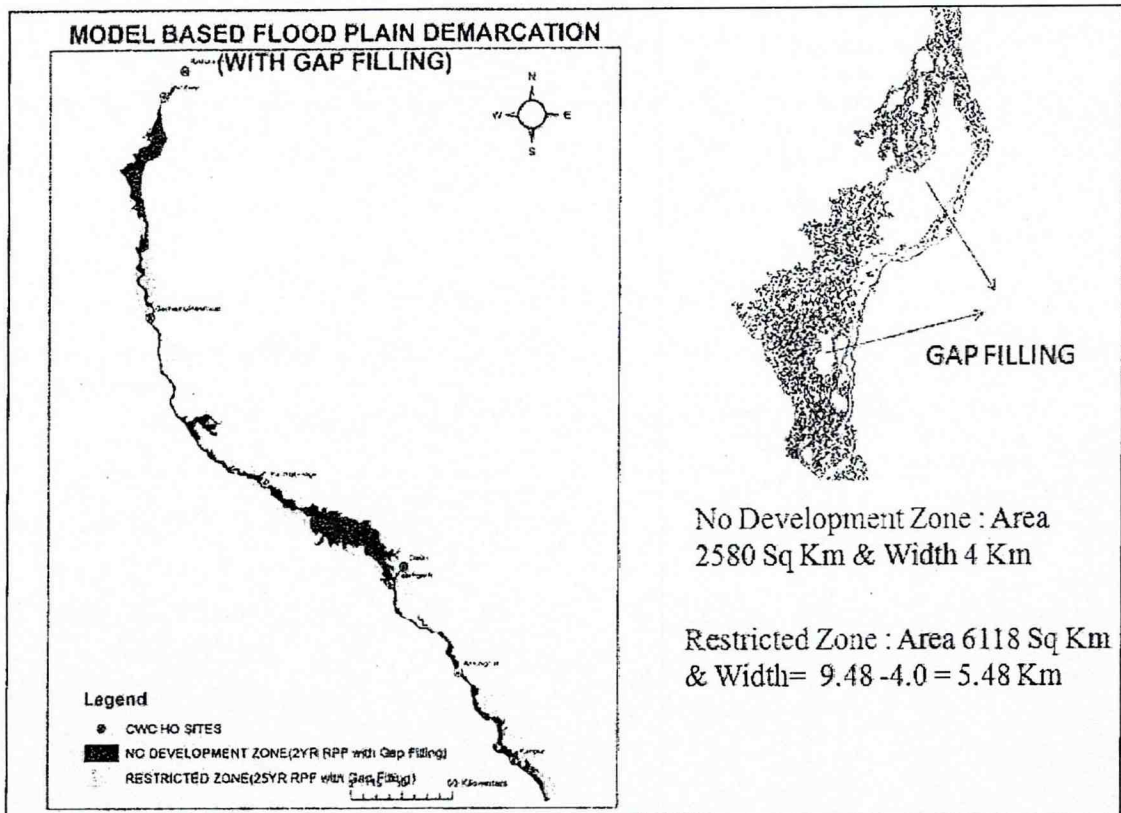 MODEL BASED FLOOD PLAIN DEMARCATION
(WITH GAP FILLING)
N
W E
S
Legend
CWC HO SITES
NO DEVELOPMENT ZONE(2YR RPF with Gap Filling)
RESTRICTED ZONE(25YR RPF with Gap Filling)
60 Kilometers
GAP FILLING
No Development Zone : Area
2580 Sq Km & Width 4 Km
Restricted Zone : Area 6118 Sq Km
& Width= 9.48 -4.0 = 5.48 Km